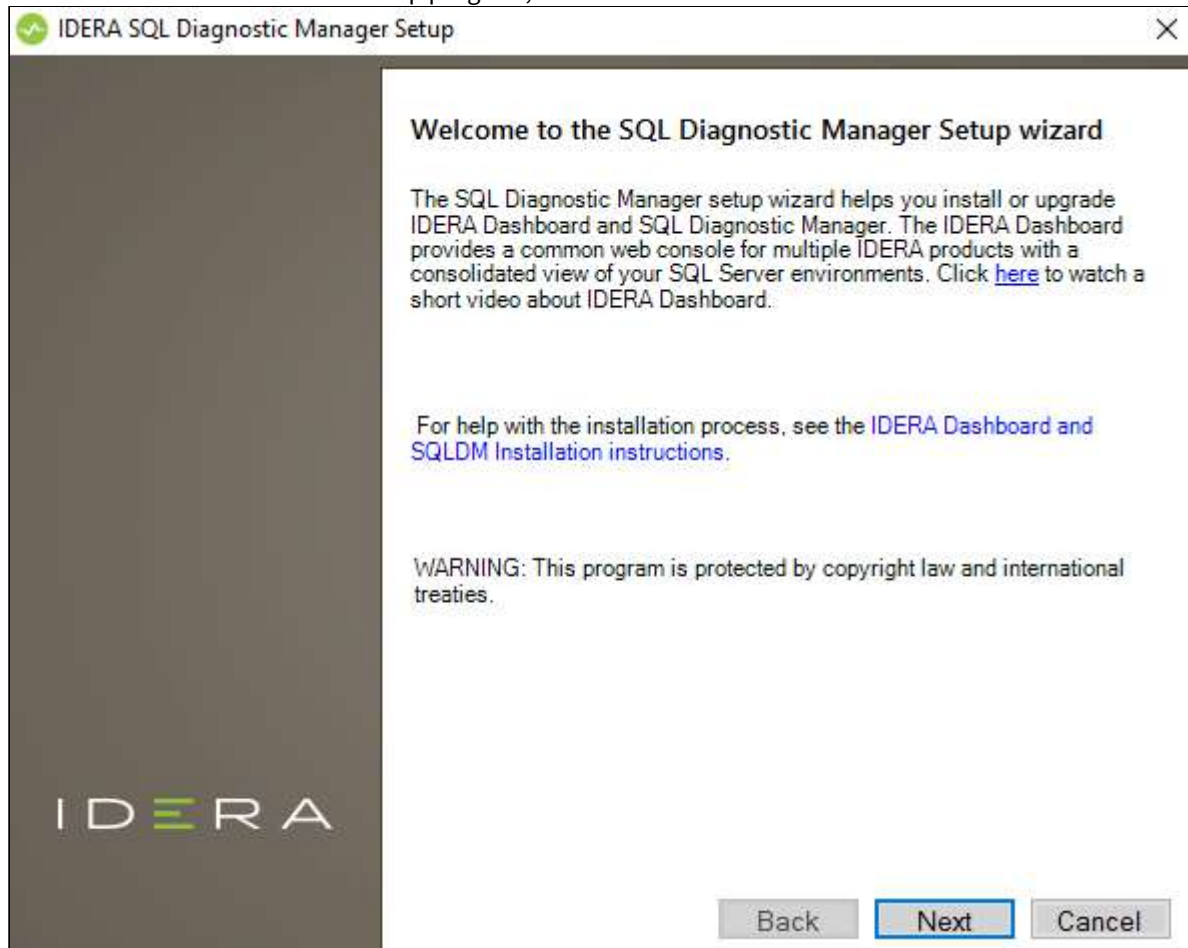 IDERA SQL Diagnostic Manager Setup
Welcome to the SQL Diagnostic Manager Setup wizard
The SQL Diagnostic Manager setup wizard helps you install or upgrade
IDERA Dashboard and SQL Diagnostic Manager. The IDERA Dashboard
provides a common web console for multiple IDERA products with a
consolidated view of your SQL Server environments. Click here to watch a
short video about IDERA Dashboard.
For help with the installation process, see the IDERA Dashboard and
SQLDM Installation instructions.
WARNING: This program is protected by copyright law and international
treaties.
IDERA
Back Next Cancel